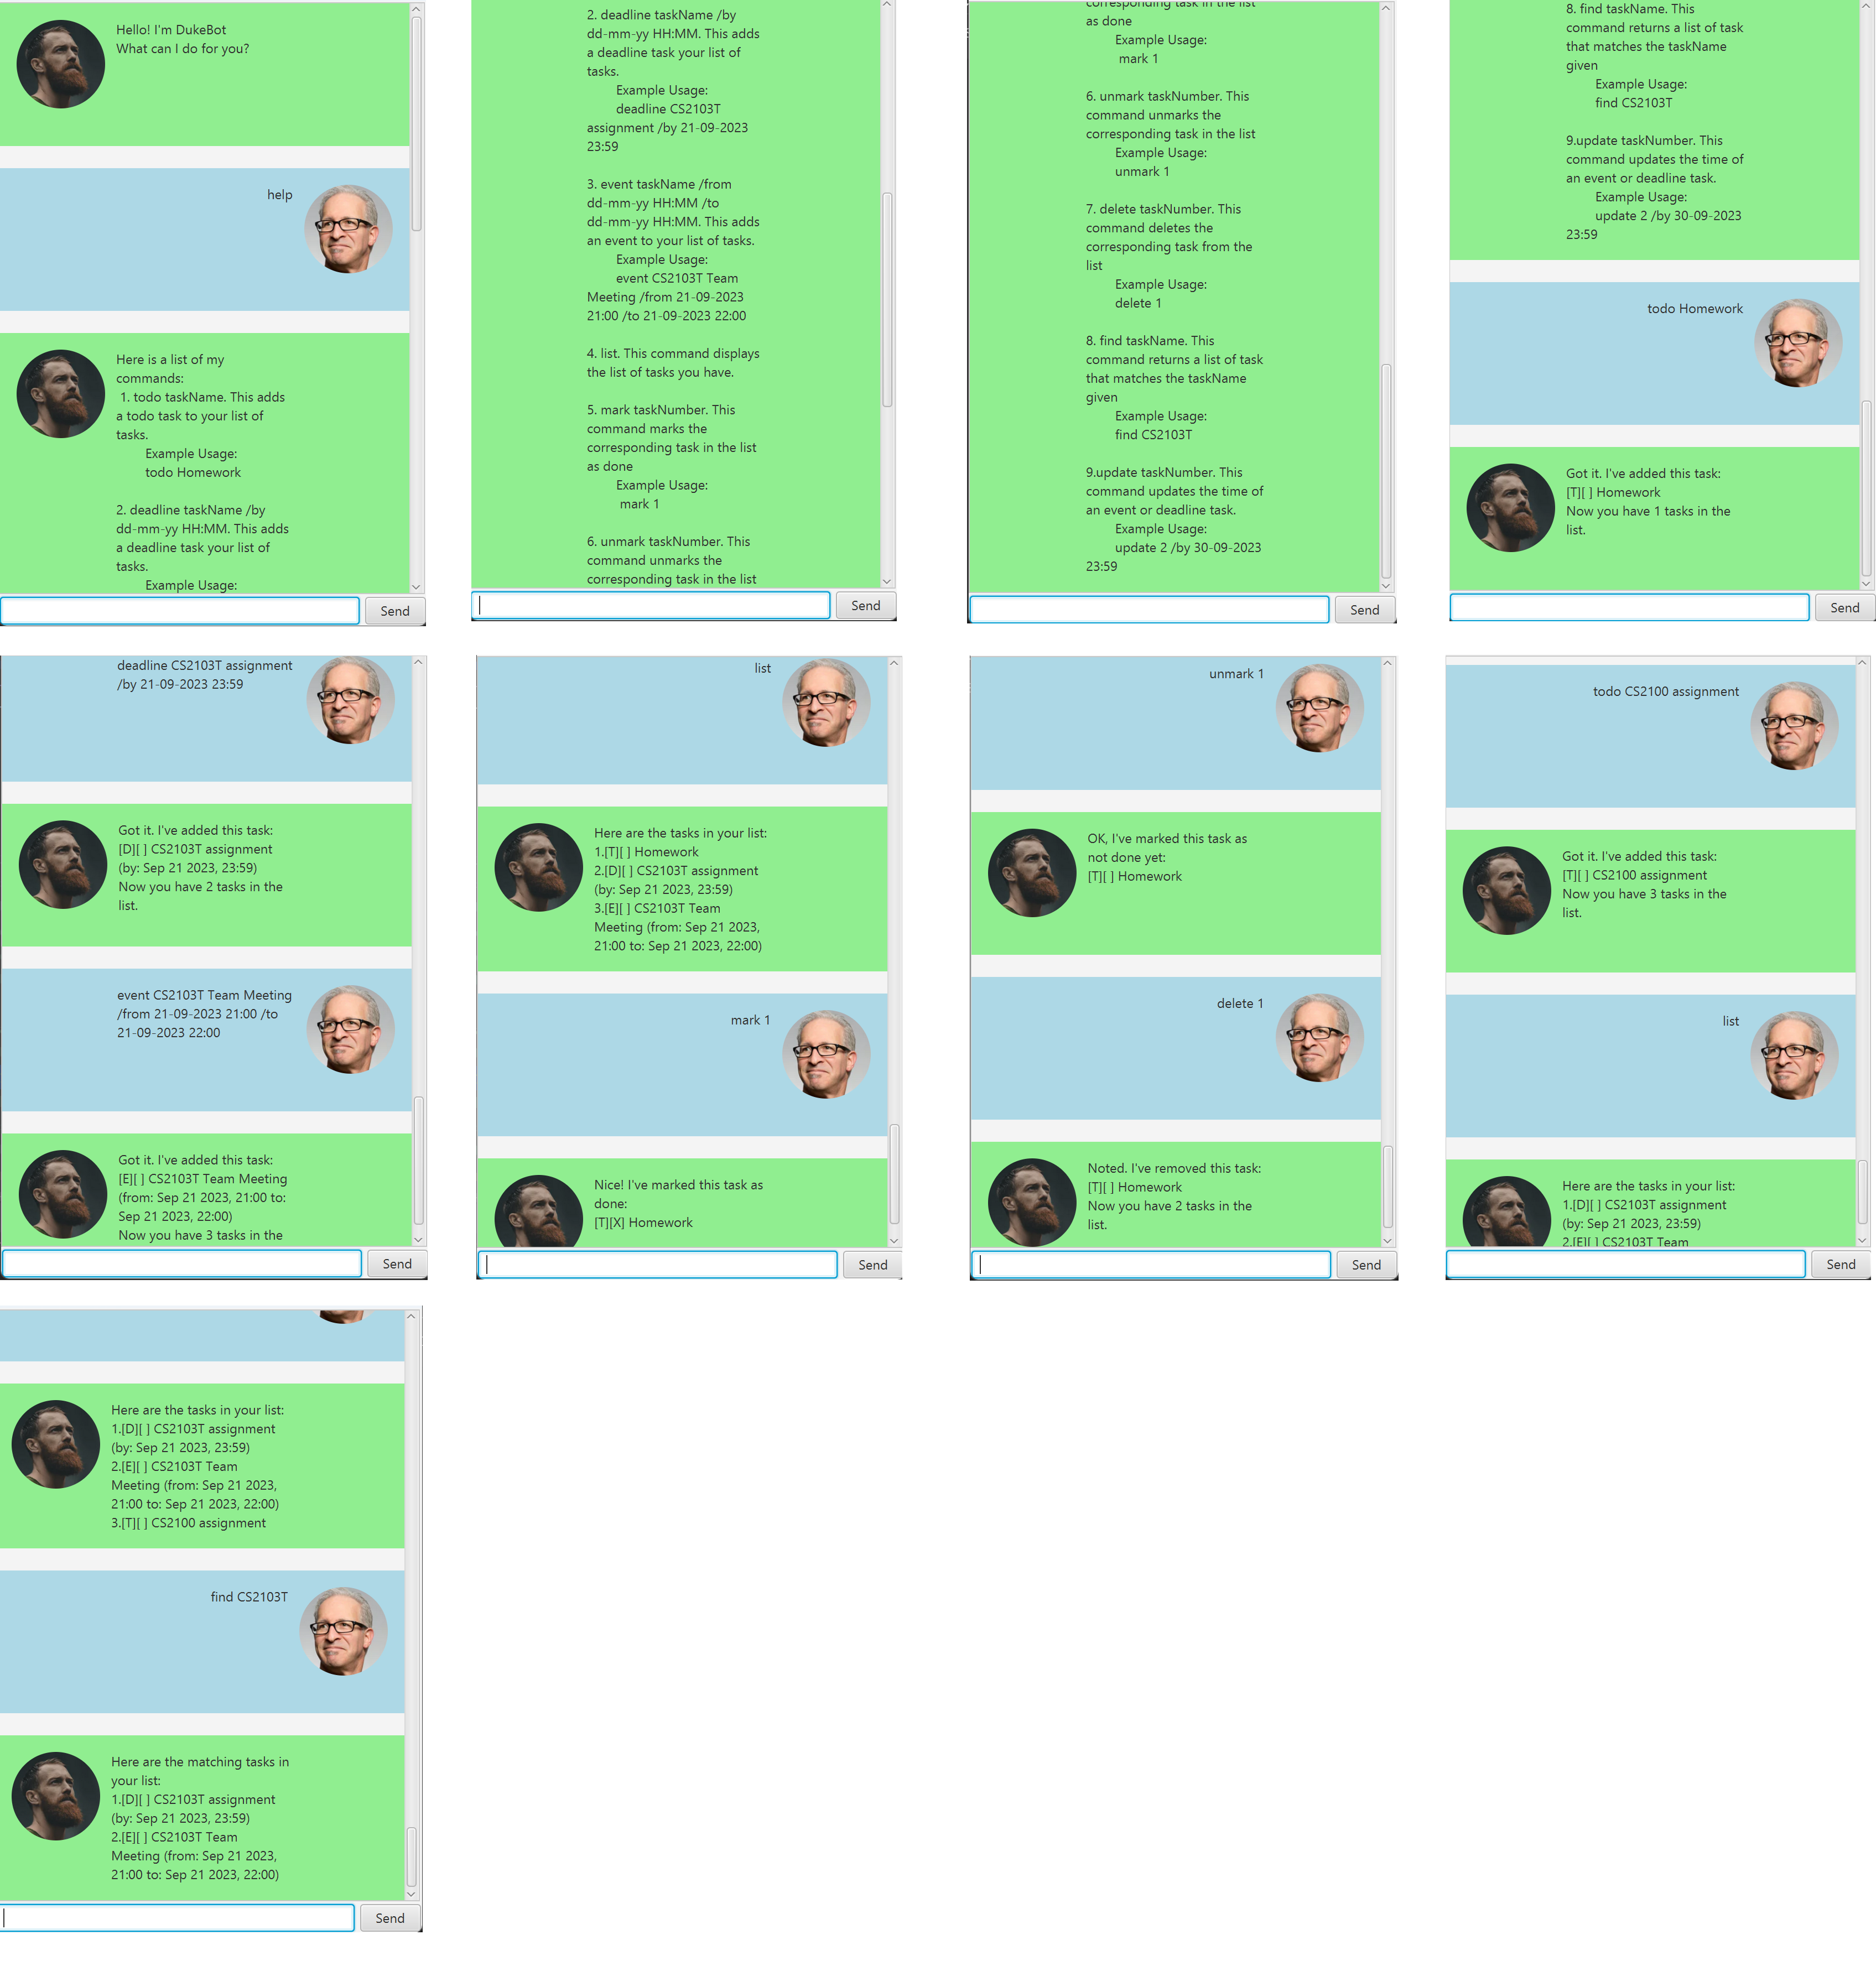 Hello! I'm DukeBot
What can I do for you?
help
Here is a list of my
commands:
1. todo taskName. This adds
a todo task to your list of
tasks.
Example Usage:
todo Homework
2. deadline taskName /by
dd-mm-yy HH:MM. This adds
a deadline task your list of
tasks.
Example Usage:
Send
2. deadline taskName /by
dd-mm-yy HH:MM. This adds
a deadline task your list of
tasks.
Example Usage:
deadline CS2103T
assignment /by 21-09-2023
23:59
3. event taskName /from
dd-mm-yy HH:MM /to
dd-mm-yy HH:MM. This adds
an event to your list of tasks.
Example Usage:
event CS2103T Team
Meeting /from 21-09-2023
21:00 /to 21-09-2023 22:00
4. list. This command displays
the list of tasks you have.
5. mark taskNumber. This
command marks the
corresponding task in the list
as done
Example Usage:
mark 1
6. unmark taskNumber. This
command unmarks the
corresponding task in the list
Send
corresponding task in the list
as done
Example Usage:
mark 1
6. unmark taskNumber. This
command unmarks the
corresponding task in the list
Example Usage:
unmark 1
7. delete taskNumber. This
command deletes the
corresponding task from the
list
Example Usage:
delete 1
8. find taskName. This
command returns a list of task
that matches the taskName
given
Example Usage:
find CS2103T
9.update taskNumber. This
command updates the time of
an event or deadline task.
Example Usage:
update 2 /by 30-09-2023
23:59
Send
8. find taskName. This
command returns a list of task
that matches the taskName
given
Example Usage:
find CS2103T
9.update taskNumber. This
command updates the time of
an event or deadline task.
Example Usage:
update 2 /by 30-09-2023
23:59
todo Homework
Got it. I've added this task:
[T][ ] Homework
Now you have 1 tasks in the
list.
Send
deadline CS2103T assignment
/by 21-09-2023 23:59
Got it. I've added this task:
[D][ ] CS2103T assignment
(by: Sep 21 2023, 23:59)
Now you have 2 tasks in the
list.
event CS2103T Team Meeting
/from 21-09-2023 21:00 /to
21-09-2023 22:00
Got it. I've added this task:
[E][ ] CS2103T Team Meeting
(from: Sep 21 2023, 21:00 to:
Sep 21 2023, 22:00)
Now you have 3 tasks in the
Send
list
Here are the tasks in your list:
1.[T][ ] Homework
2.[D][ ] CS2103T assignment
(by: Sep 21 2023, 23:59)
3.[E][ ] CS2103T Team
Meeting (from: Sep 21 2023,
21:00 to: Sep 21 2023, 22:00)
mark 1
Nice! I've marked this task as
done:
[T][X] Homework
Send
unmark 1
OK, I've marked this task as
not done yet:
[T][ ] Homework
delete 1
Noted. I've removed this task:
[T][ ] Homework
Now you have 2 tasks in the
list.
Send
todo CS2100 assignment
Got it. I've added this task:
[T][ ] CS2100 assignment
Now you have 3 tasks in the
list.
list
Here are the tasks in your list:
1.[D][ ] CS2103T assignment
(by: Sep 21 2023, 23:59)
2.[E][ ] CS2103T Team
Send
Here are the tasks in your list:
1.[D][ ] CS2103T assignment
(by: Sep 21 2023, 23:59)
2.[E][ ] CS2103T Team
Meeting (from: Sep 21 2023,
21:00 to: Sep 21 2023, 22:00)
3.[T][ ] CS2100 assignment
find CS2103T
Here are the matching tasks in
your list:
1.[D][ ] CS2103T assignment
(by: Sep 21 2023, 23:59)
2.[E][ ] CS2103T Team
Meeting (from: Sep 21 2023,
21:00 to: Sep 21 2023, 22:00)
Send